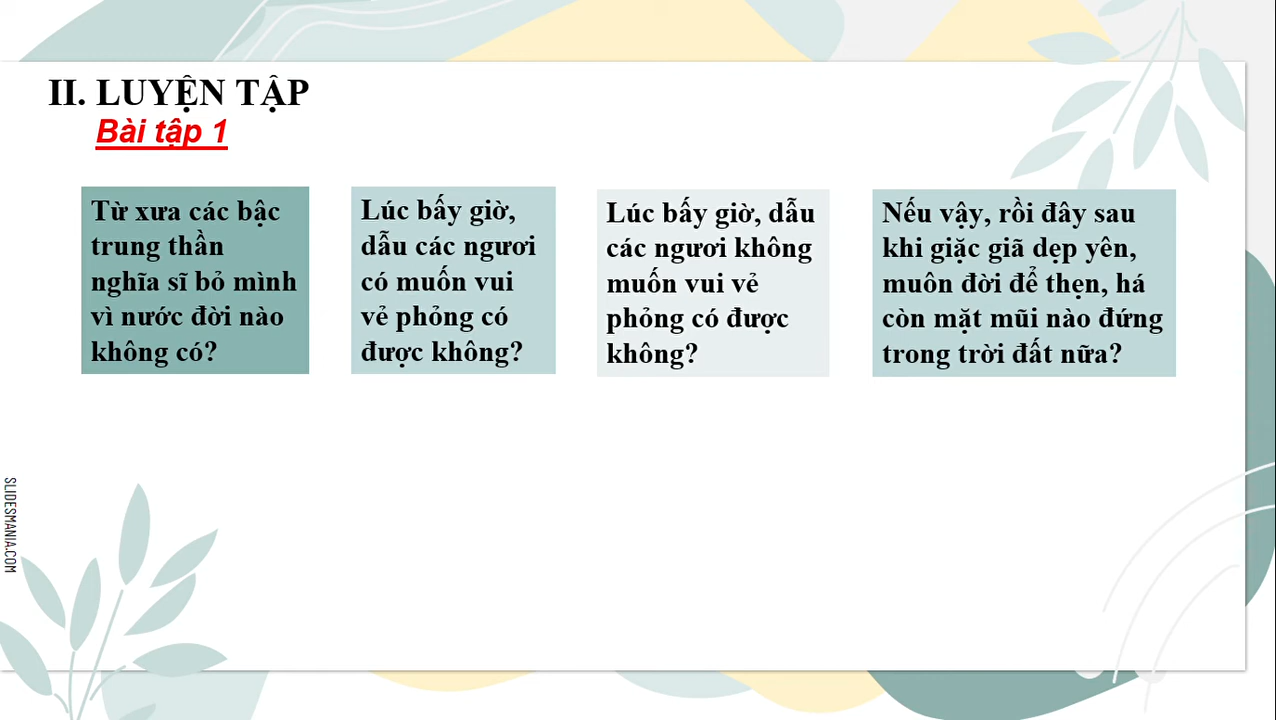 II. LUYỆN TẬP
Bài tập 1
Từ xưa các bậc
trung thần
nghĩa sĩ bỏ mình
vì nước đời nào
không có?
Lúc bấy giờ,
dẫu các ngươi
có muốn vui
vẻ phỏng có
được không?
Lúc bấy giờ, dẫu
các ngươi không
muốn vui vẻ
phỏng có được
không?
Nếu vậy, rồi đây sau
khi giặc giã dẹp yên,
muôn đời để thẹn, há
còn mặt mũi nào đứng
trong trời đất nữa?
SLIDESMANIA.COM